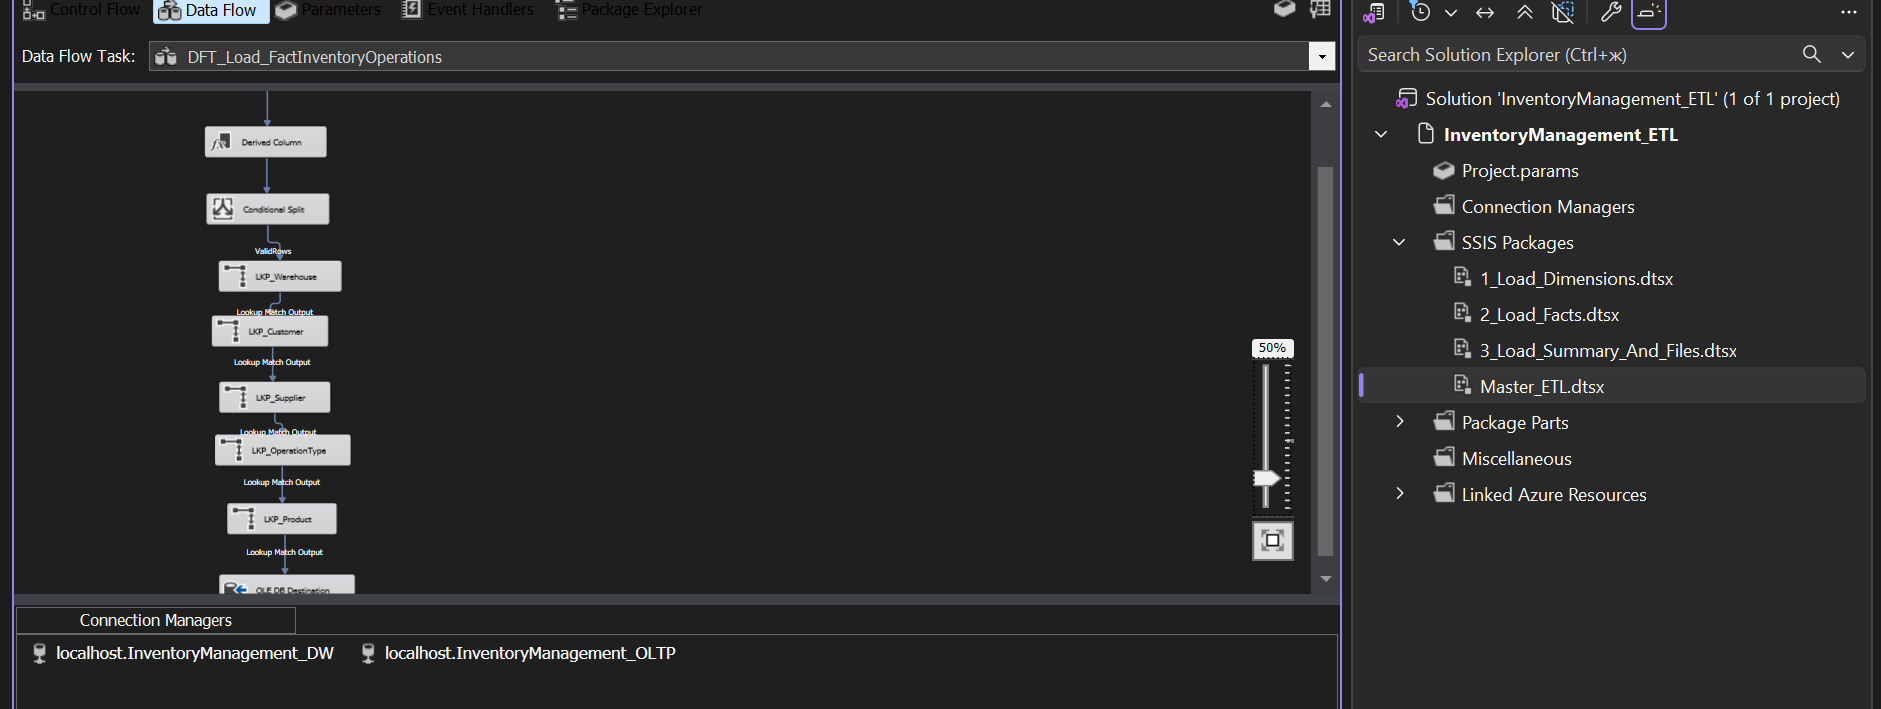 Control Flow
Data Flow
Parameters
Event Handlers
Package Explorer
Data Flow Task:
DFT_Load_FactInventoryOperations
Derived Column
Conditional Split
ValidRows
LKP_Warehouse
Lookup Match Output
LKP_Customer
Lookup Match Output
LKP_Supplier
Lookup Match Output
LKP_OperationType
Lookup Match Output
LKP_Product
Lookup Match Output
OLE DB Destination
50%
Connection Managers
localhost.InventoryManagement_DW
localhost.InventoryManagement_OLTP
Search Solution Explorer (Ctrl+ж)
Solution 'InventoryManagement_ETL' (1 of 1 project)
InventoryManagement_ETL
Project.params
Connection Managers
SSIS Packages
1_Load_Dimensions.dtsx
2_Load_Facts.dtsx
3_Load_Summary_And_Files.dtsx
Master_ETL.dtsx
Package Parts
Miscellaneous
Linked Azure Resources